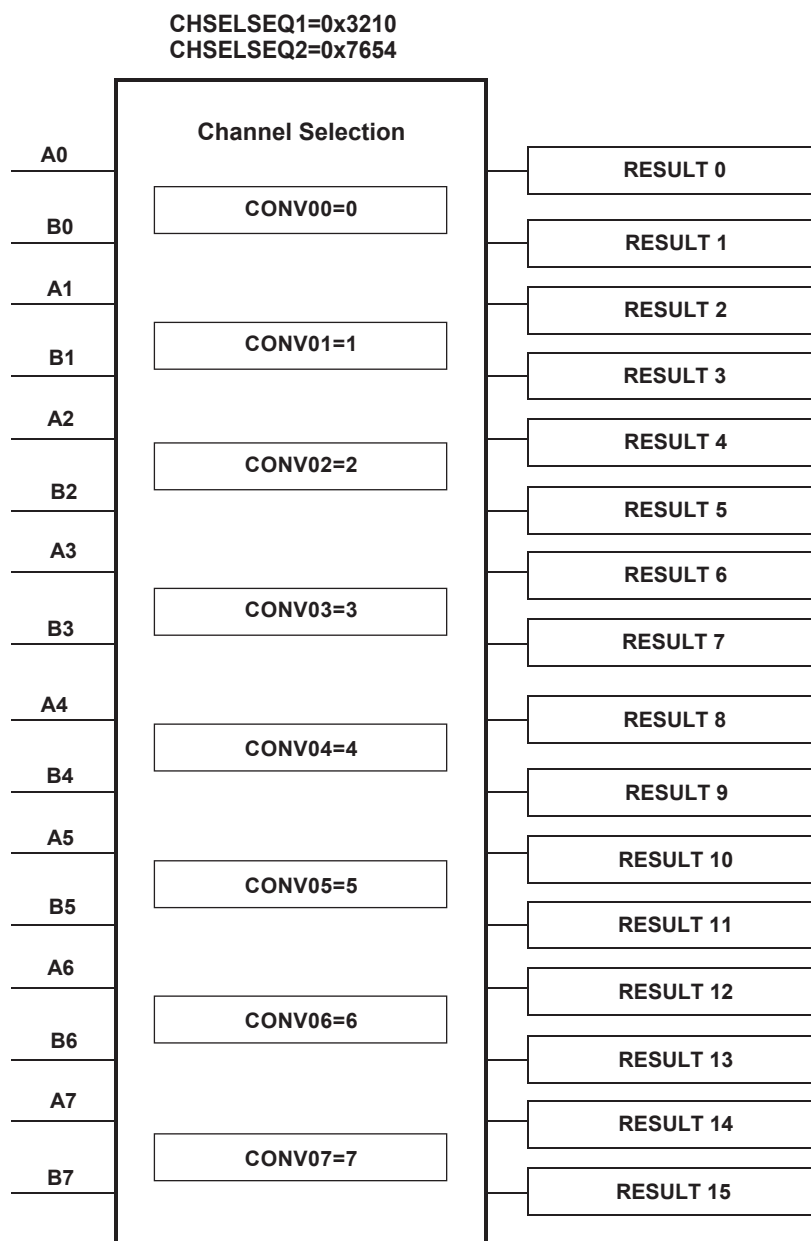 CHSELSEQ1=0x3210
CHSELSEQ2=0x7654
Channel Selection
A0
RESULT 0
CONV00=0
B0
RESULT 1
A1
RESULT 2
CONV01=1
B1
RESULT 3
A2
RESULT 4
CONV02=2
B2
RESULT 5
A3
RESULT 6
CONV03=3
B3
RESULT 7
A4
RESULT 8
CONV04=4
B4
RESULT 9
A5
RESULT 10
CONV05=5
B5
RESULT 11
A6
RESULT 12
CONV06=6
B6
RESULT 13
A7
RESULT 14
CONV07=7
B7
RESULT 15